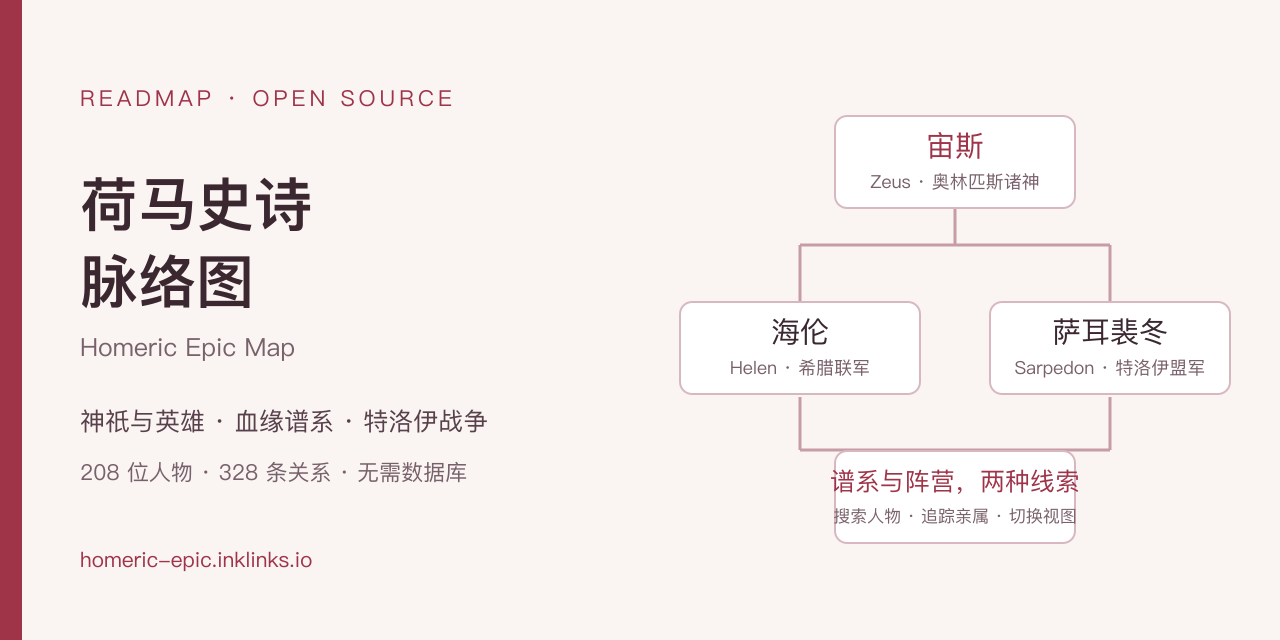 READMAP · OPEN SOURCE
荷马史诗
脉络图
Homeric Epic Map
神祇与英雄 · 血缘谱系 · 特洛伊战争
208 位人物 · 328 条关系 · 无需数据库
homeric-epic.inklinks.io
宙斯
Zeus · 奥林匹斯诸神
海伦
Helen · 希腊联军
萨耳裴冬
Sarpedon · 特洛伊盟军
谱系与阵营，两种线索
搜索人物 · 追踪亲属 · 切换视图